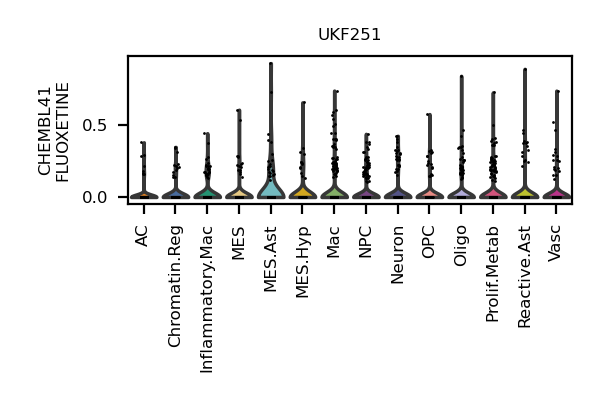 UKF251
CHEMBL41
FLUOXETINE
0.5
0.0
AC
Chromatin.Reg
Inflammatory.Mac
MES
MES.Ast
MES.Hyp
Mac
NPC
Neuron
OPC
Oligo
Prolif.Metab
Reactive.Ast
Vasc